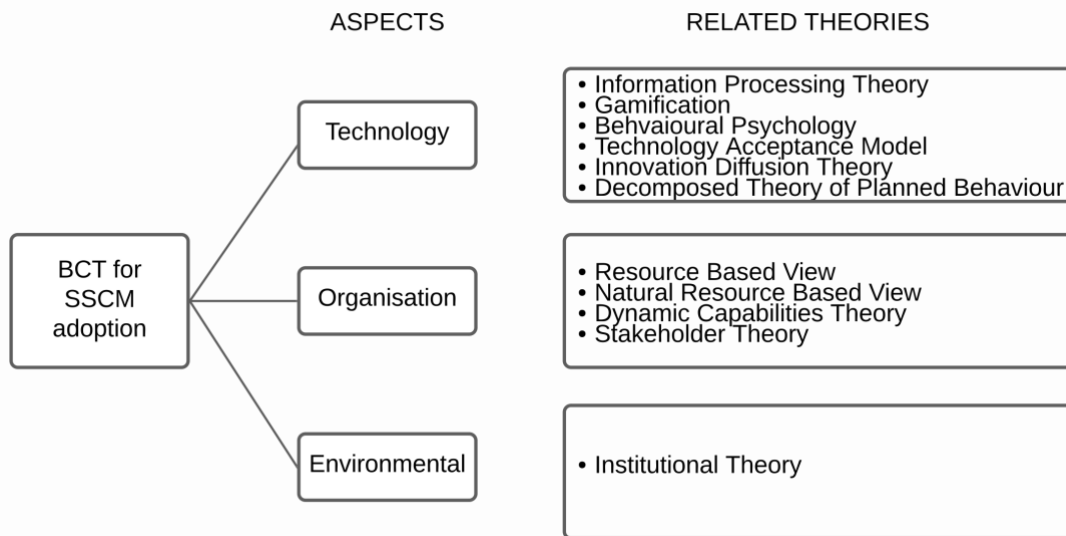 ASPECTS
RELATED THEORIES
BCT for
SSCM
adoption
Technology
• Information Processing Theory
• Gamification
• Behvaioural Psychology
• Technology Acceptance Model
• Innovation Diffusion Theory
• Decomposed Theory of Planned Behaviour
Organisation
• Resource Based View
• Natural Resource Based View
• Dynamic Capabilities Theory
• Stakeholder Theory
Environmental
• Institutional Theory